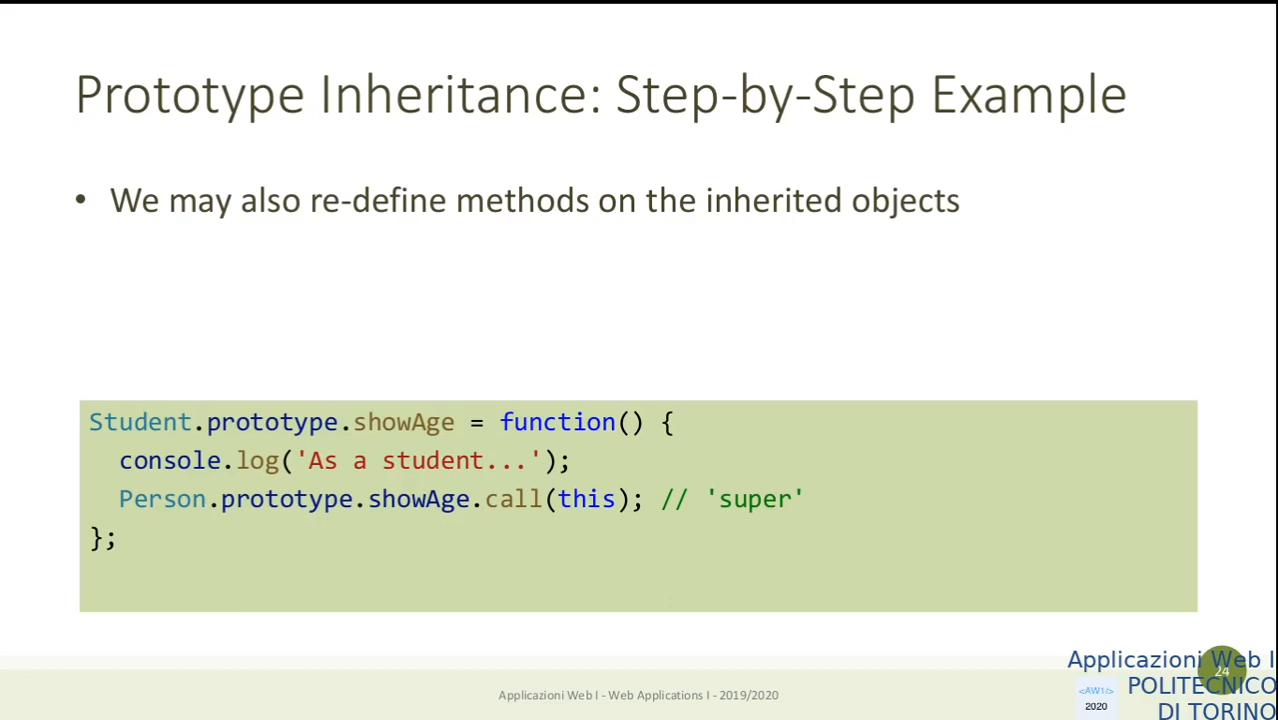 Prototype Inheritance: Step-by-Step Example
• We may also re-define methods on the inherited objects
Student.prototype.showAge = function() {
  console.log('As a student...');
  Person.prototype.showAge.call(this); // 'super'
};
Applicazioni Web I - Web Applications I - 2019/2020
24
Applicazioni Web I
POLITECNICO
DI TORINO
<AW1/>
2020